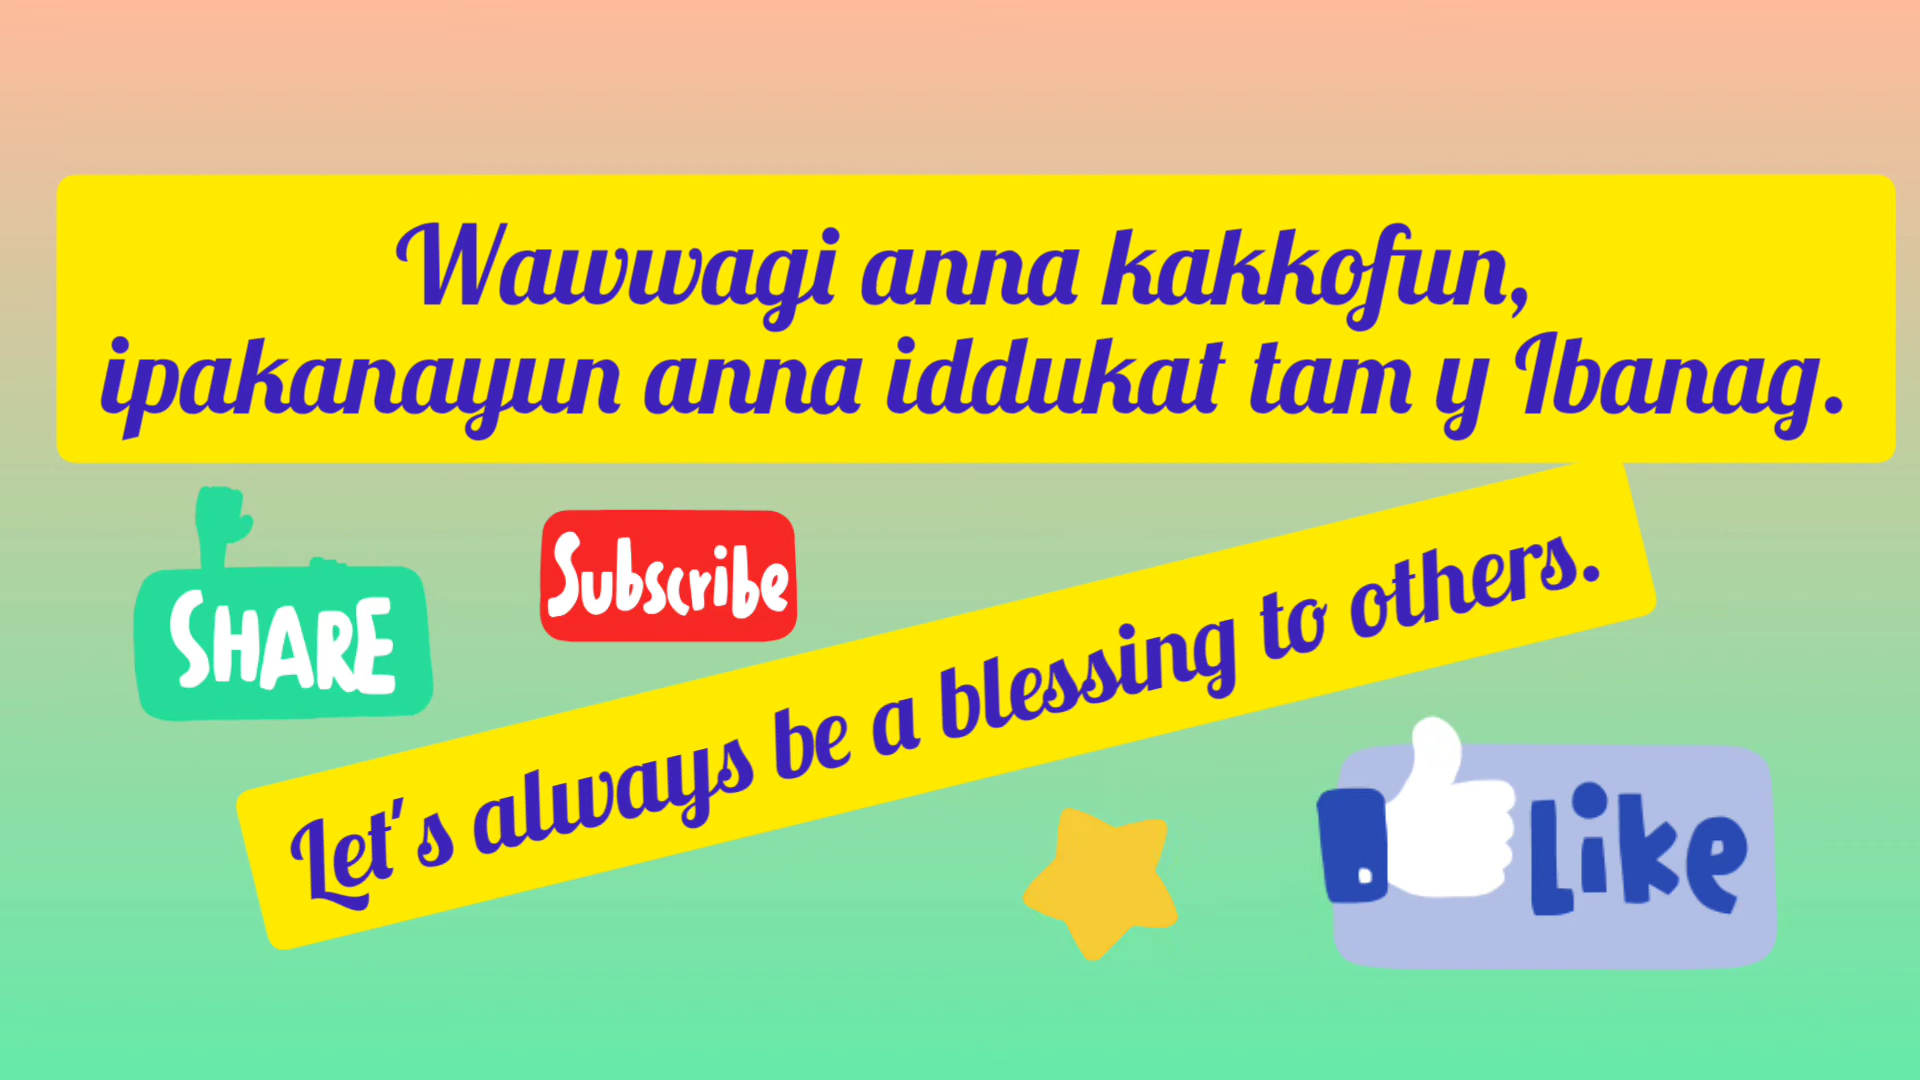 Wawwagi anna kakkofun,
ipakanayun anna iddukat tam y Ibanag.
SHARE
Subscribe
Let's always be a blessing to others.
Like